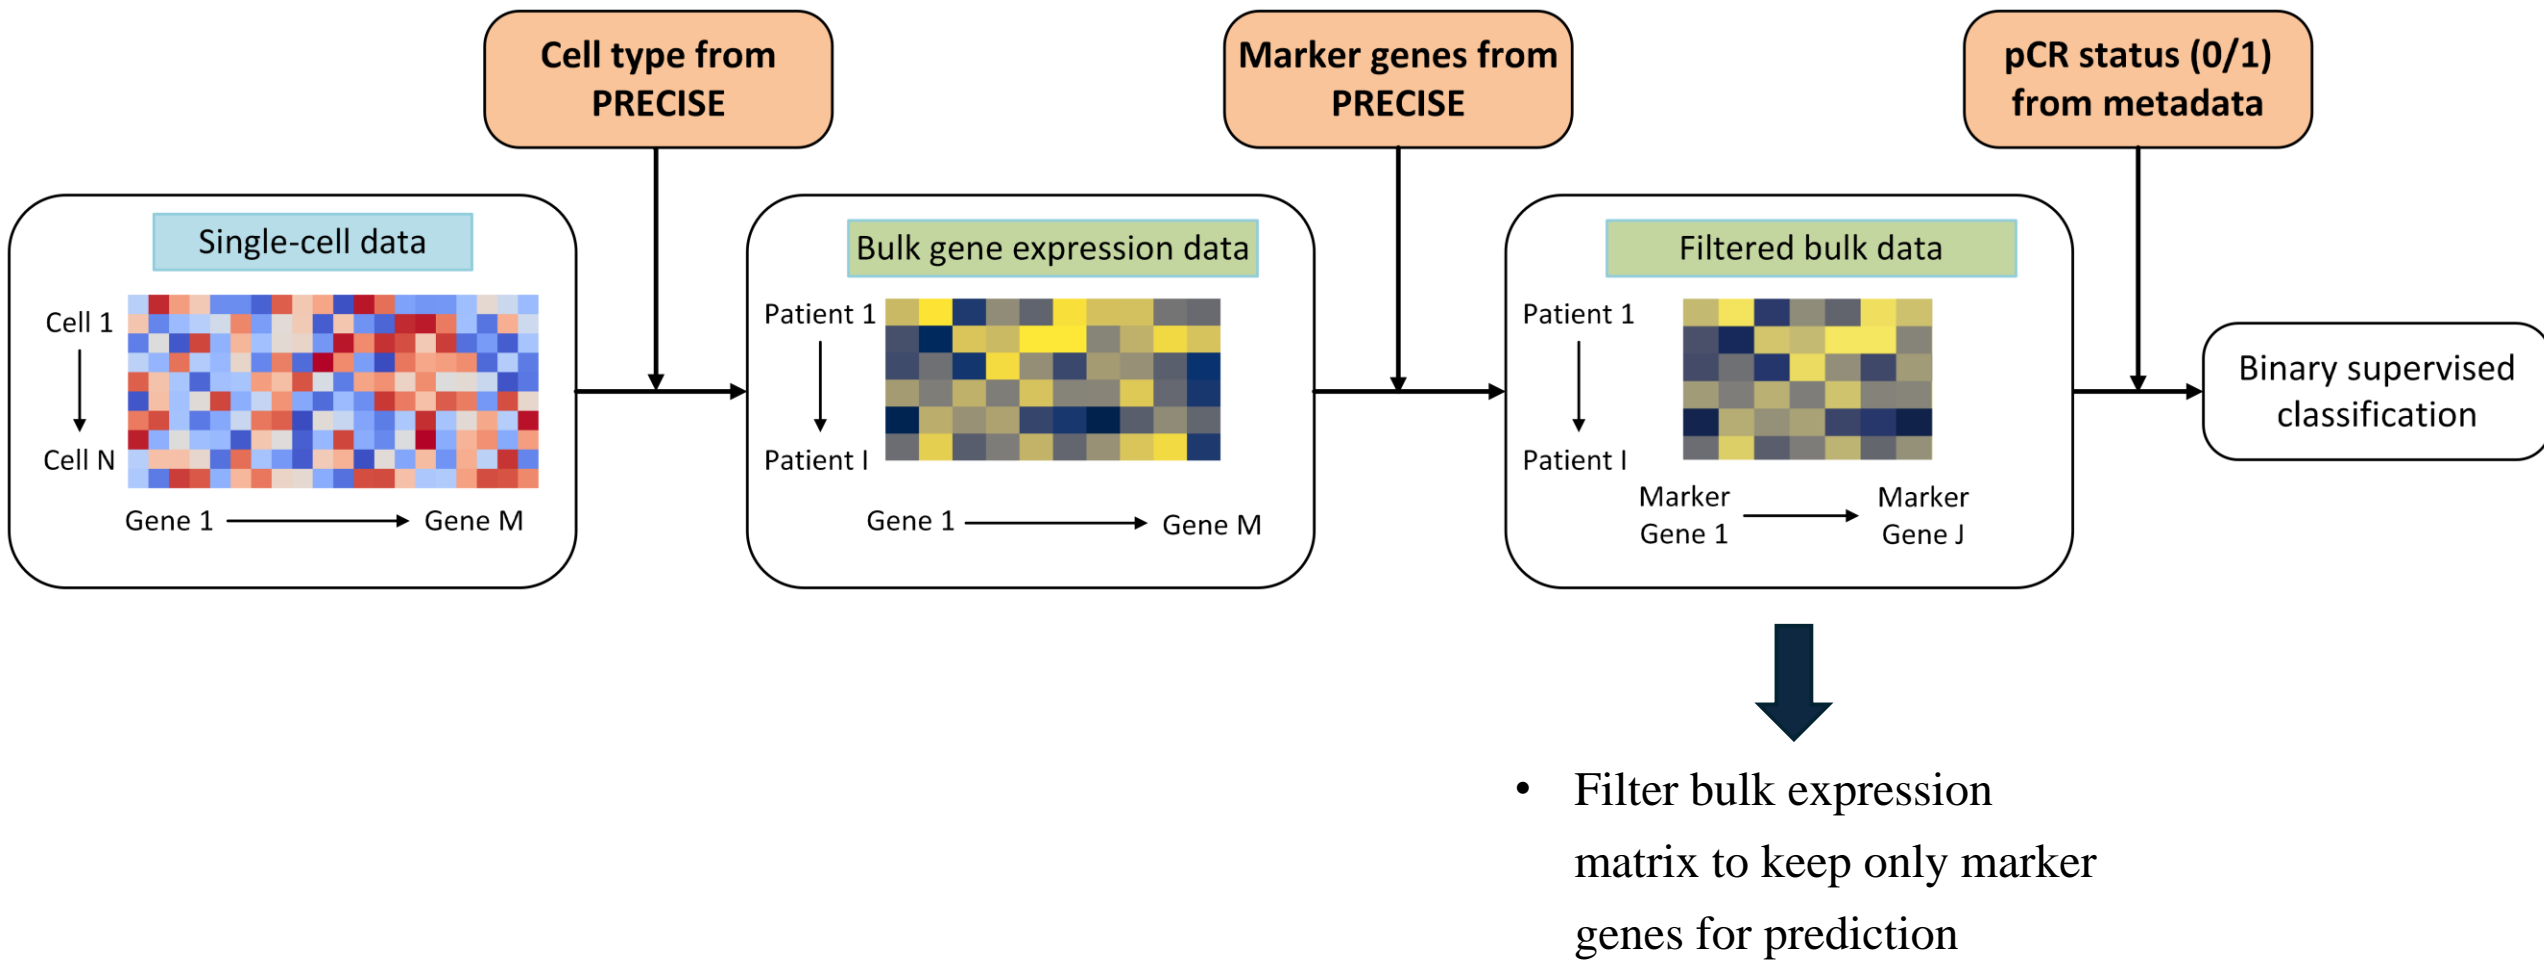 Cell type from
PRECISE
Marker genes from
PRECISE
pCR status (0/1)
from metadata
Single-cell data
Cell 1
Cell N
Gene 1
Gene M
Bulk gene expression data
Patient 1
Patient I
Gene 1
Gene M
Filtered bulk data
Patient 1
Patient I
Marker
Gene 1
Marker
Gene J
Binary supervised
classification
• Filter bulk expression
matrix to keep only marker
genes for prediction